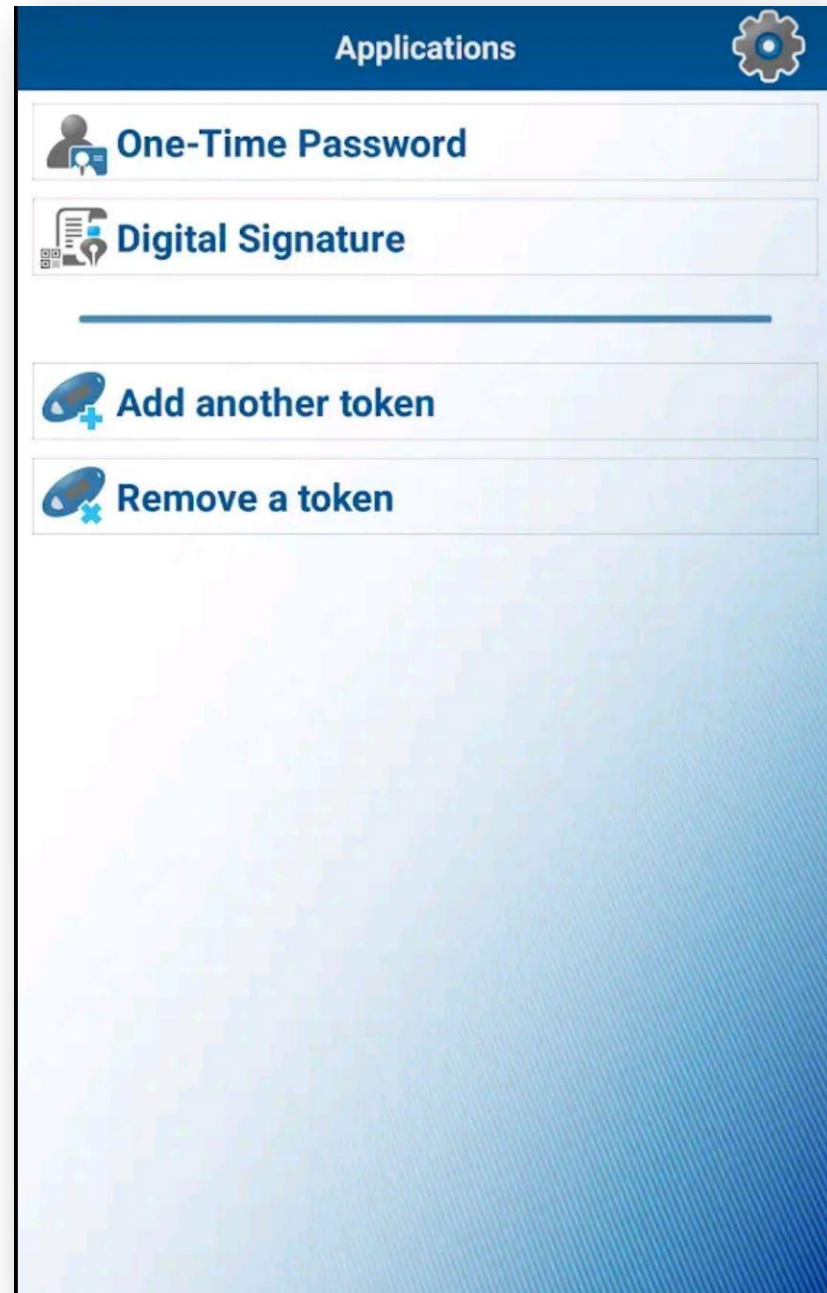 Applications
One-Time Password
Digital Signature
Add another token
Remove a token